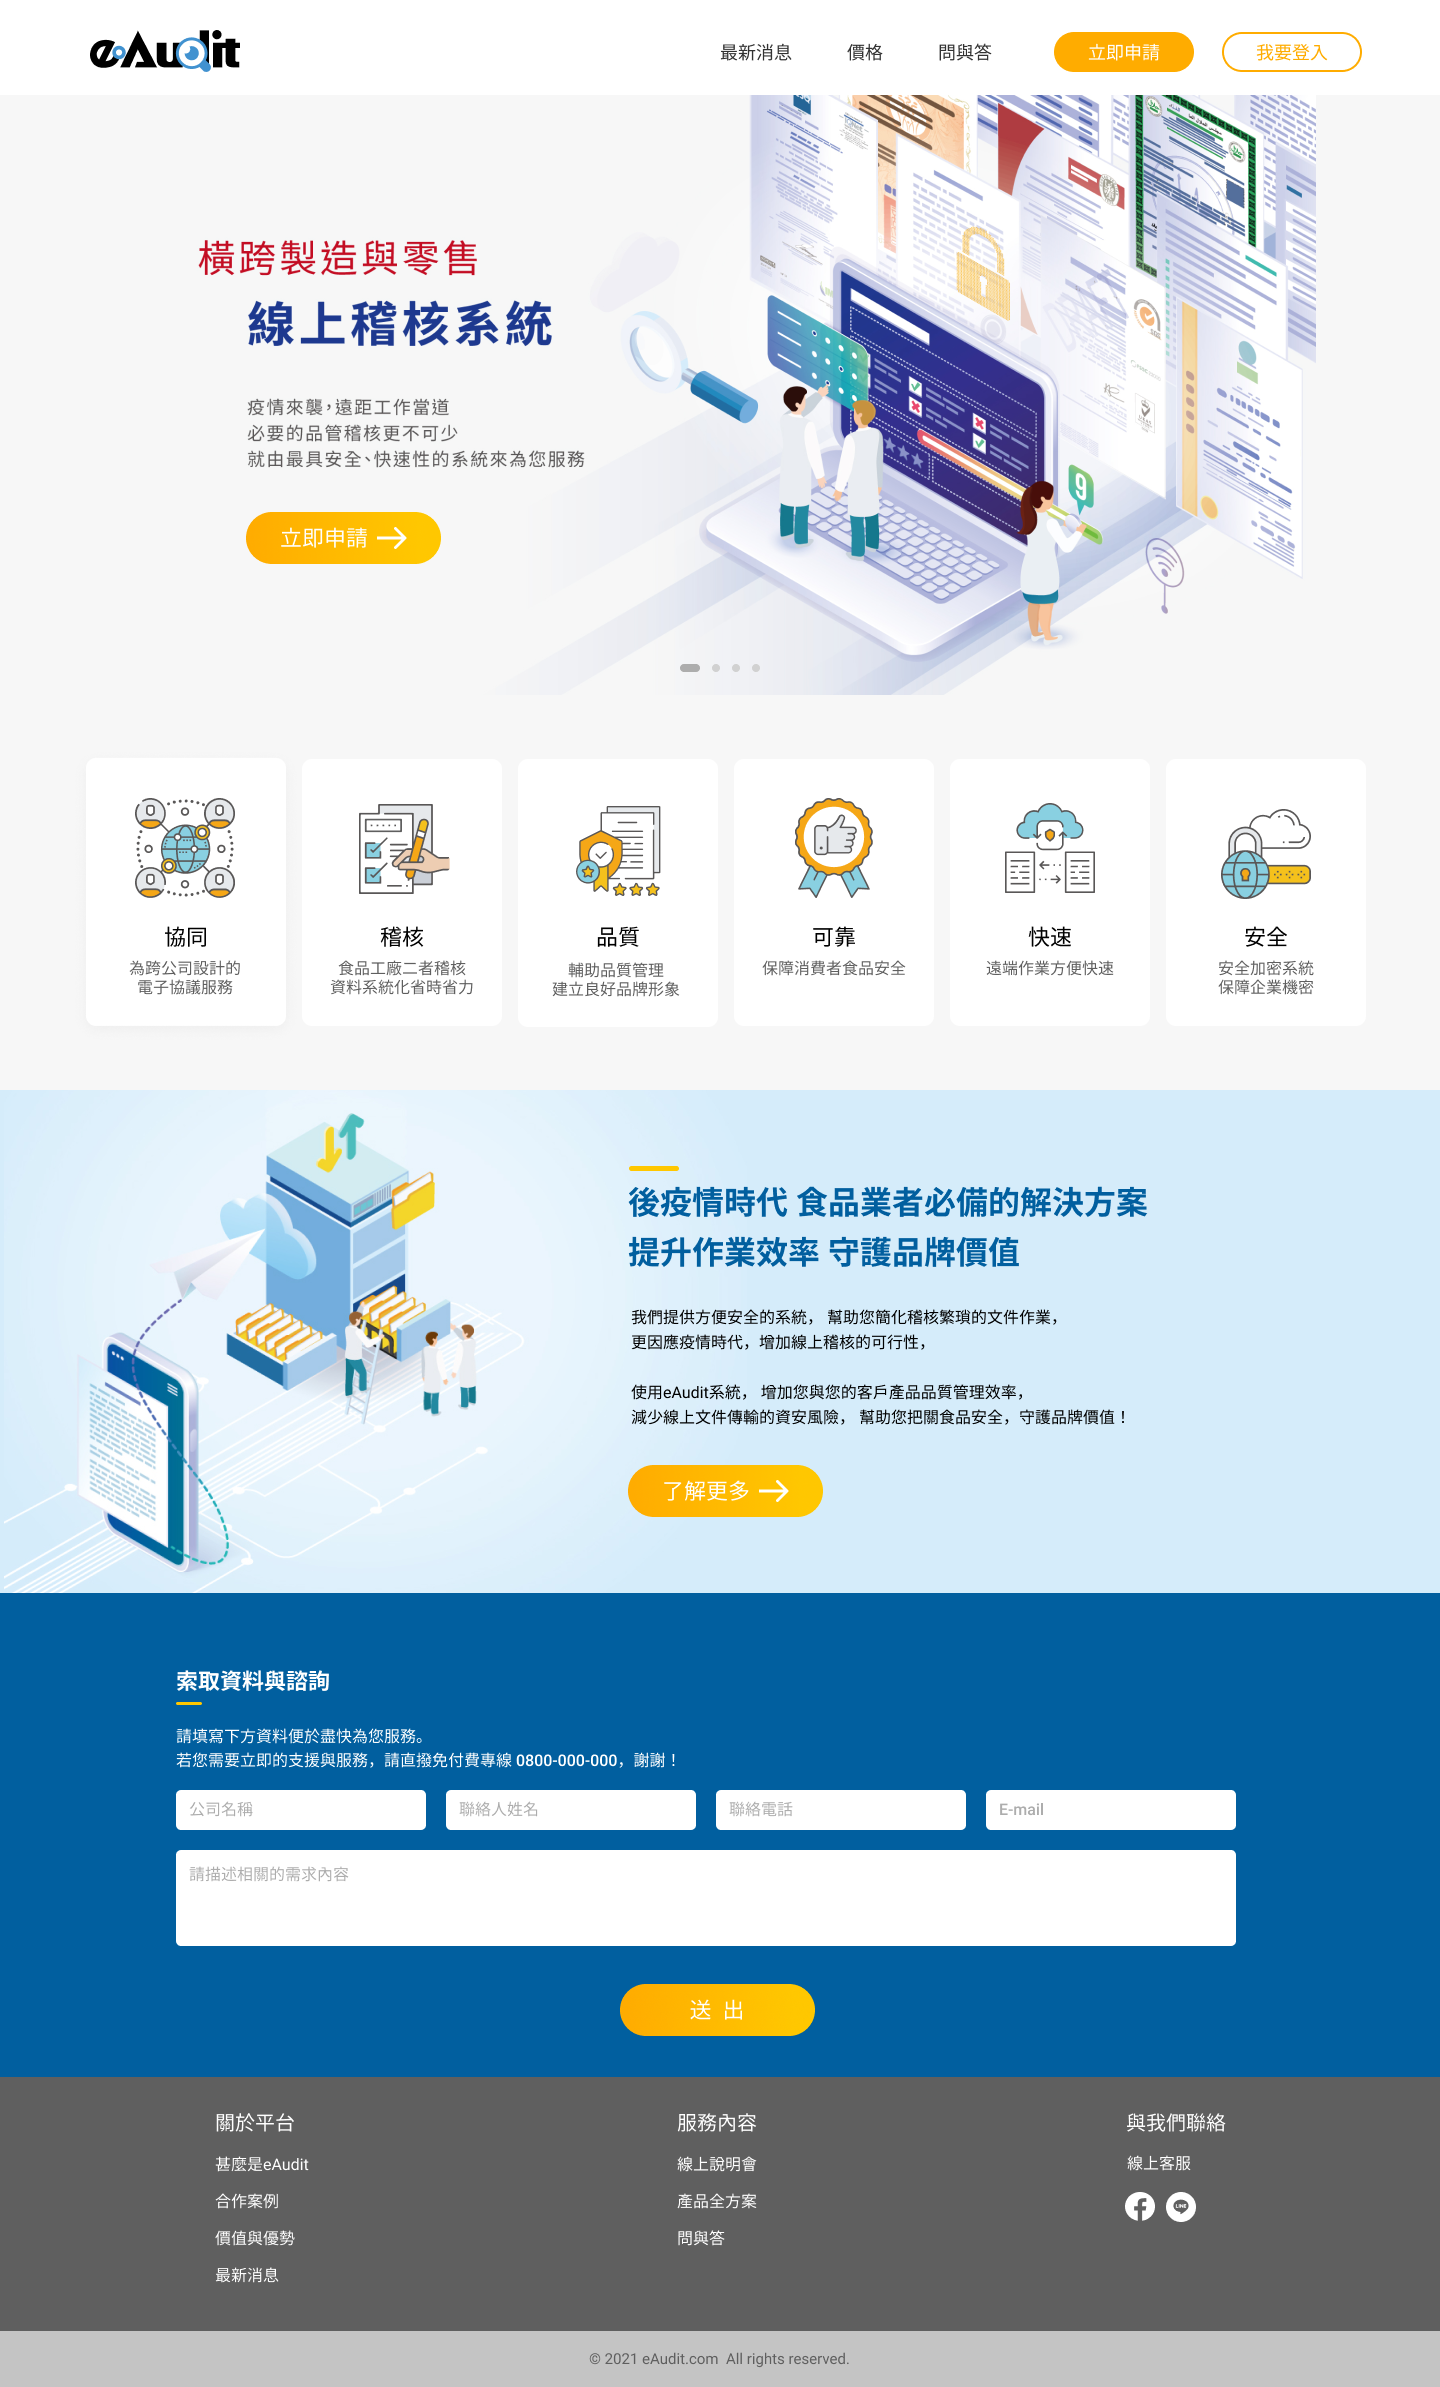 eAudit
最新消息
價格
問與答
立即申請
我要登入
橫跨製造與零售
線上稽核系統
疫情來襲，遠距工作當道
必要的品管稽核更不可少
就由最具安全、快速性的系統來為您服務
立即申請
9
協同
為跨公司設計的
電子協議服務
稽核
食品工廠二者稽核
資料系統化省時省力
品質
輔助品質管理
建立良好品牌形象
可靠
保障消費者食品安全
快速
遠端作業方便快速
安全
安全加密系統
保障企業機密
後疫情時代 食品業者必備的解決方案
提升作業效率 守護品牌價值
我們提供方便安全的系統， 幫助您簡化稽核繁瑣的文件作業，
更因應疫情時代，增加線上稽核的可行性，
使用eAudit系統， 增加您與您的客戶產品品質管理效率，
減少線上文件傳輸的資安風險， 幫助您把關食品安全，守護品牌價值！
了解更多
索取資料與諮詢
請填寫下方資料便於盡快為您服務。
若您需要立即的支援與服務，請直撥免付費專線 0800-000-000，謝謝！
公司名稱
聯絡人姓名
聯絡電話
E-mail
請描述相關的需求內容
送 出
關於平台
甚麼是eAudit
合作案例
價值與優勢
最新消息
服務內容
線上說明會
產品全方案
問與答
與我們聯絡
線上客服
LINE
© 2021 eAudit.com  All rights reserved.